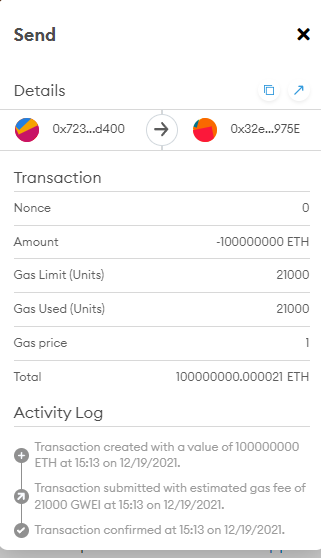 Send
Details
0x723...d400
0x32e...975E
Transaction
Nonce 0
Amount -100000000 ETH
Gas Limit (Units) 21000
Gas Used (Units) 21000
Gas price 1
Total 100000000.000021 ETH
Activity Log
Transaction created with a value of 100000000
ETH at 15:13 on 12/19/2021.
Transaction submitted with estimated gas fee of
21000 GWEI at 15:13 on 12/19/2021.
Transaction confirmed at 15:13 on 12/19/2021.